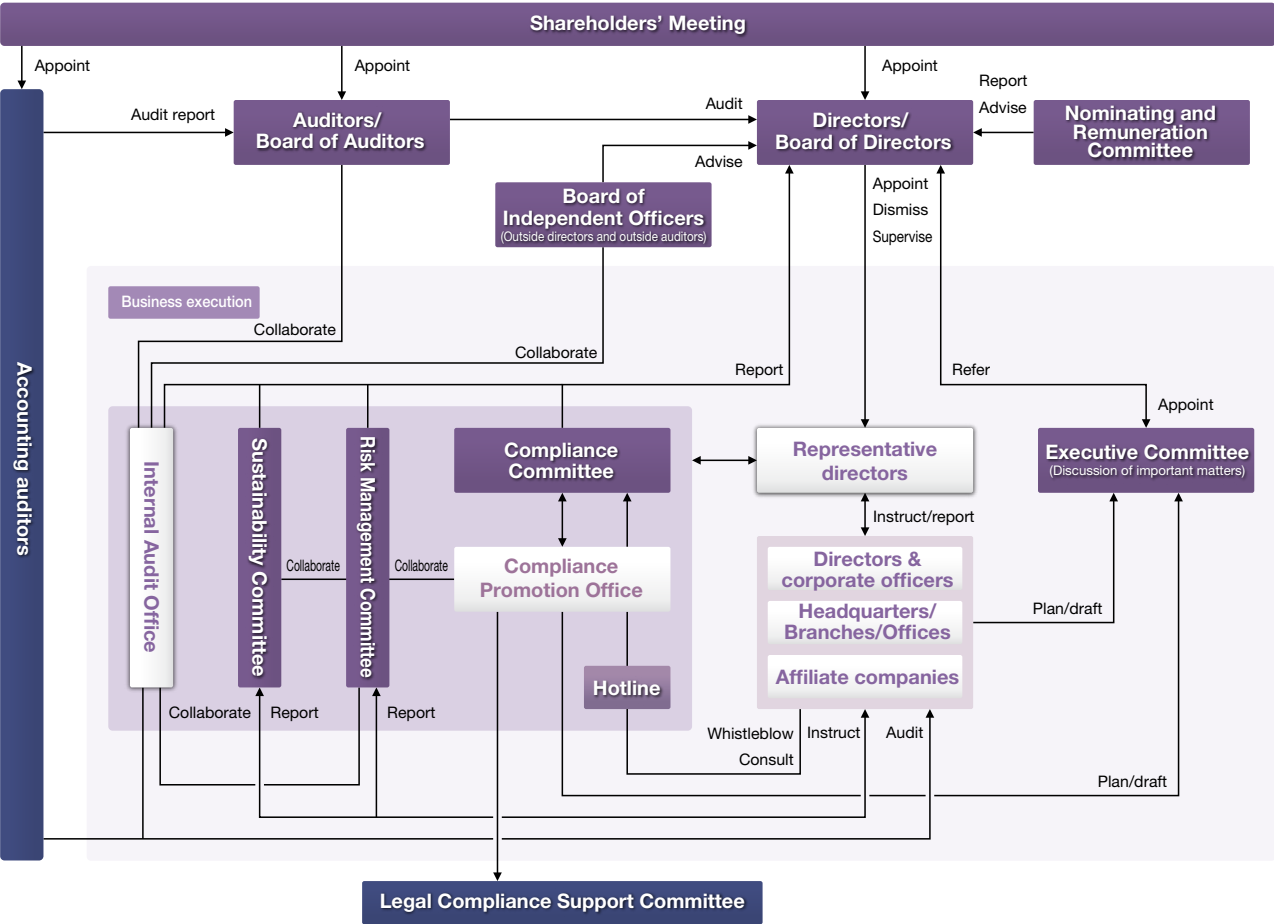 Shareholders’ Meeting
Appoint
Appoint
Appoint
Report
Advise
Audit report
Auditors/
Board of Auditors
Audit
Advise
Directors/
Board of Directors
Nominating and
Remuneration
Committee
Board of
Independent Officers
(Outside directors and outside auditors)
Appoint
Dismiss
Supervise
Business execution
Collaborate
Collaborate
Report
Refer
Appoint
Accounting auditors
Internal Audit Office
Sustainability Committee
Risk Management Committee
Compliance
Committee
Representative
directors
Executive Committee
(Discussion of important matters)
Instruct/report
Collaborate
Collaborate
Compliance
Promotion Office
Directors &
corporate officers
Headquarters/
Branches/Offices
Affiliate companies
Plan/draft
Hotline
Collaborate
Report
Report
Whistleblow
Consult
Instruct
Audit
Plan/draft
Legal Compliance Support Committee